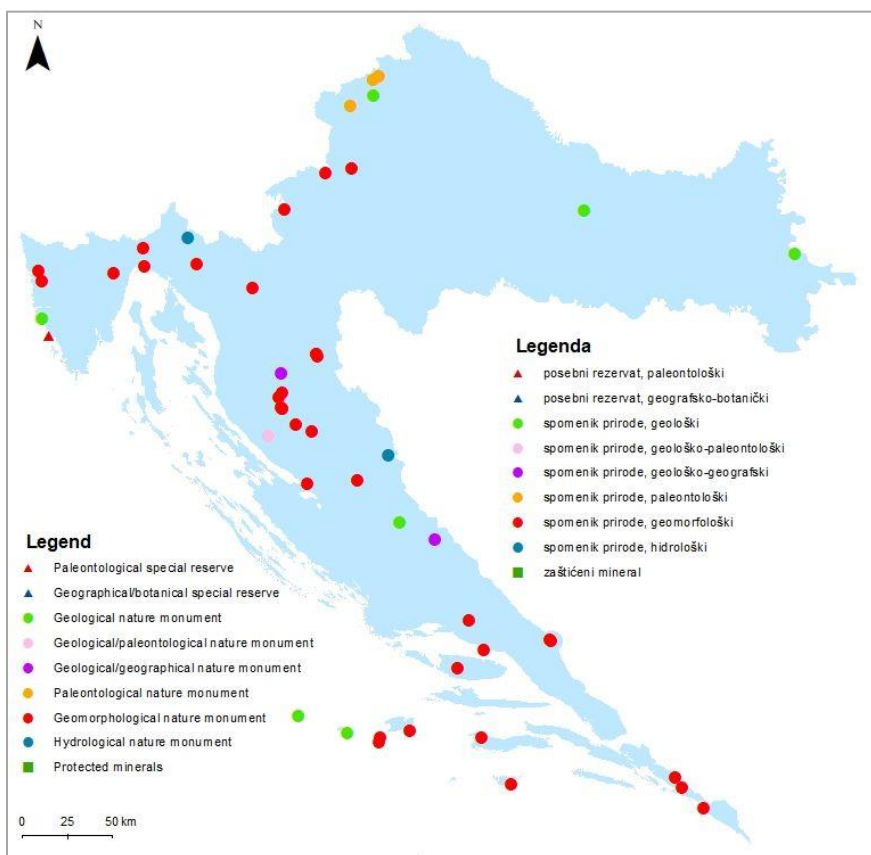 N
Legenda
posebni rezervat, paleontološki
posebni rezervat, geografsko-botanički
spomenik prirode, geološki
spomenik prirode, geološko-paleontološki
spomenik prirode, geološko-geografski
spomenik prirode, paleontološki
spomenik prirode, geomorfološki
spomenik prirode, hidrološki
zaštićeni mineral
Legend
Paleontological special reserve
Geographical/botanical special reserve
Geological nature monument
Geological/paleontological nature monument
Geological/geographical nature monument
Paleontological nature monument
Geomorphological nature monument
Hydrological nature monument
Protected minerals
0 25 50 km